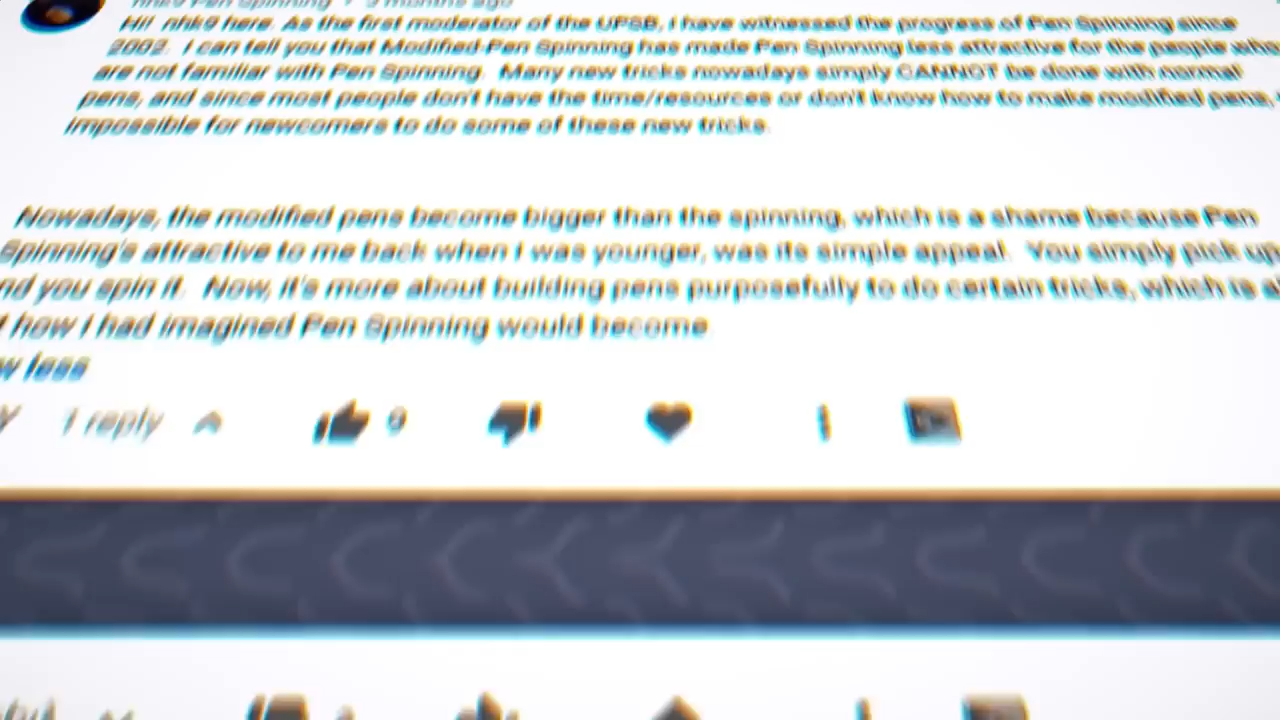 nhk9 Pen Spinning • 3 months ago
Hi! nhk9 here. As the first moderator of the UPSB, I have witnessed the progress of Pen Spinning since
2002. I can tell you that Modified-Pen Spinning has made Pen Spinning less attractive for the people who
are not familiar with Pen Spinning. Many new tricks nowadays simply CANNOT be done with normal
pens, and since most people don't have the time/resources or don't know how to make modified pens,
impossible for newcomers to do some of these new tricks.
Nowadays, the modified pens become bigger than the spinning, which is a shame because Pen
Spinning's attractive to me back when I was younger, was its simple appeal. You simply pick up
nd you spin it. Now, it's more about building pens purposefully to do certain tricks, which is a
how I had imagined Pen Spinning would become
w less
1 reply 9